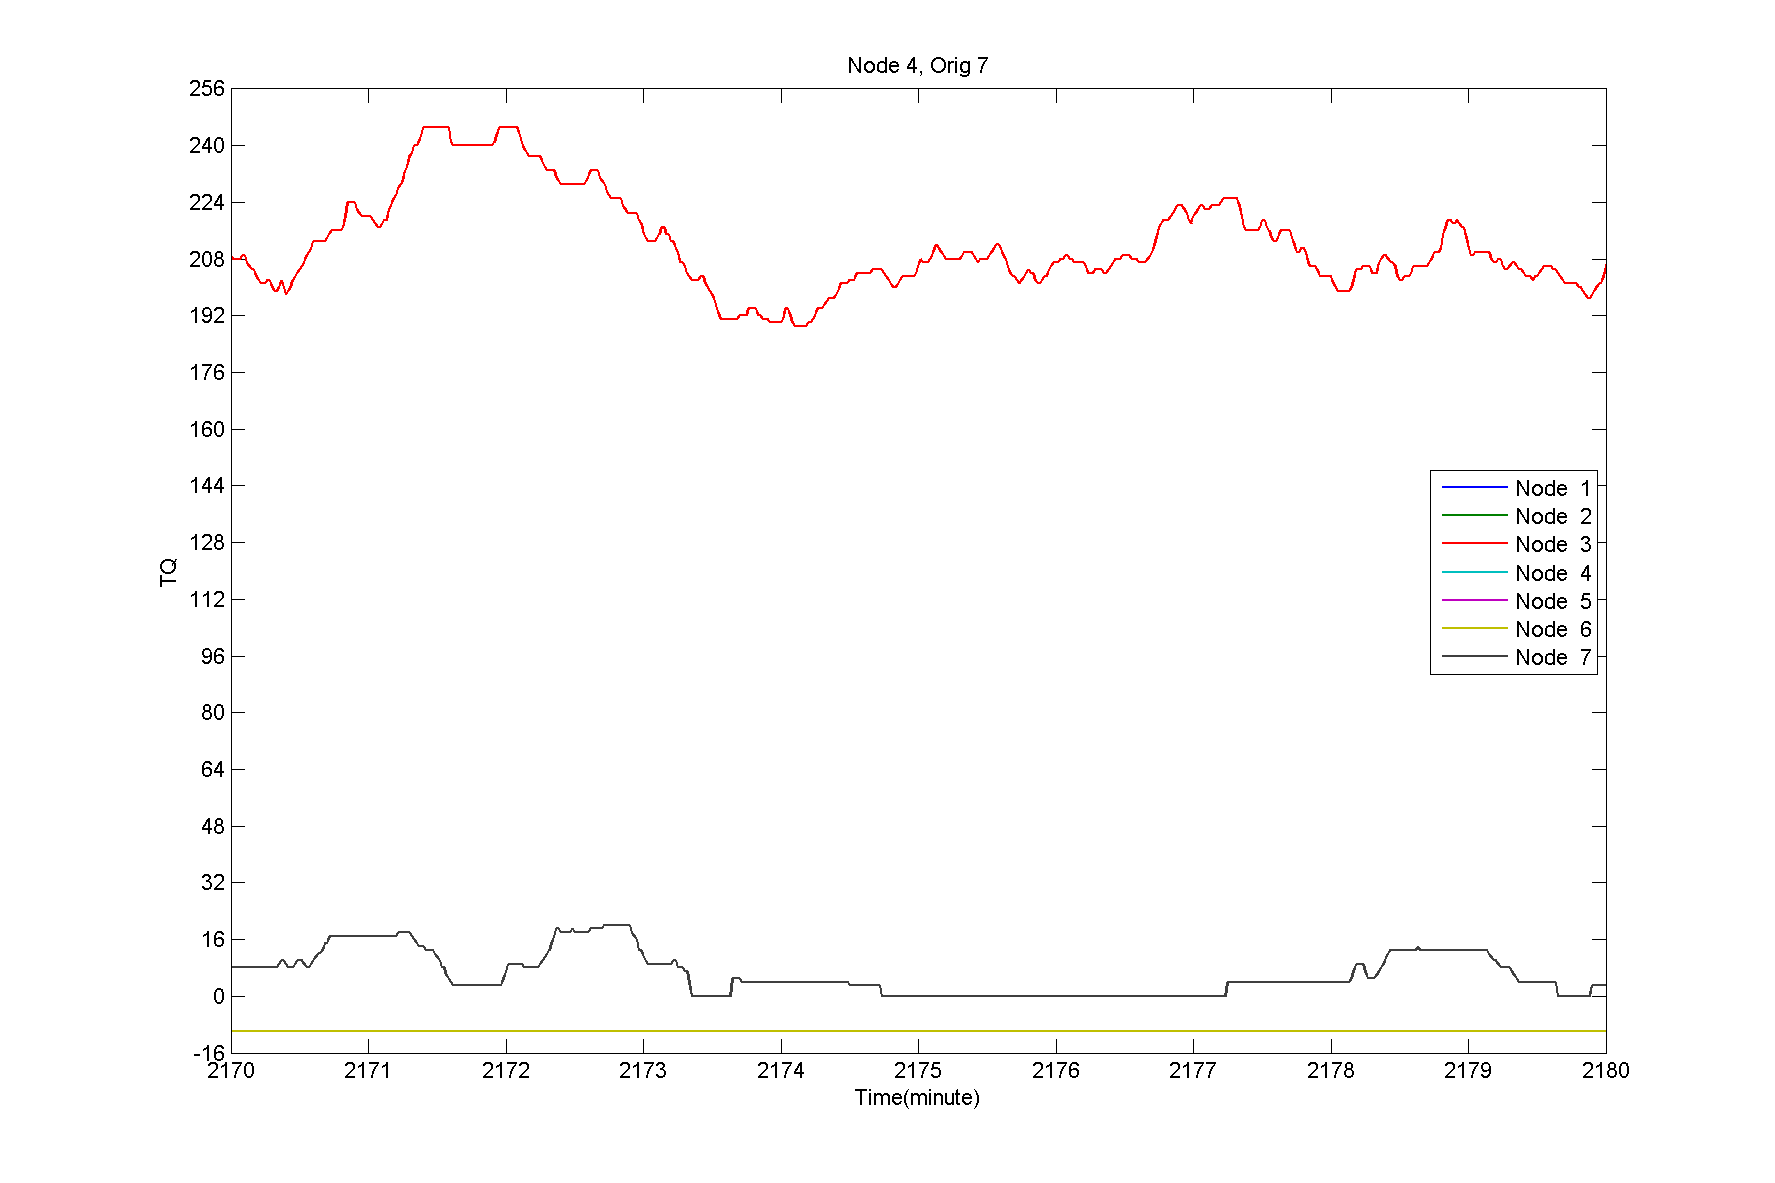 Node 4, Orig 7
256
240
224
208
192
176
160
144
128
112
96
80
64
48
32
16
0
-16
TQ
Node 1
Node 2
Node 3
Node 4
Node 5
Node 6
Node 7
2170 2171 2172 2173 2174 2175 2176 2177 2178 2179 2180
Time(minute)